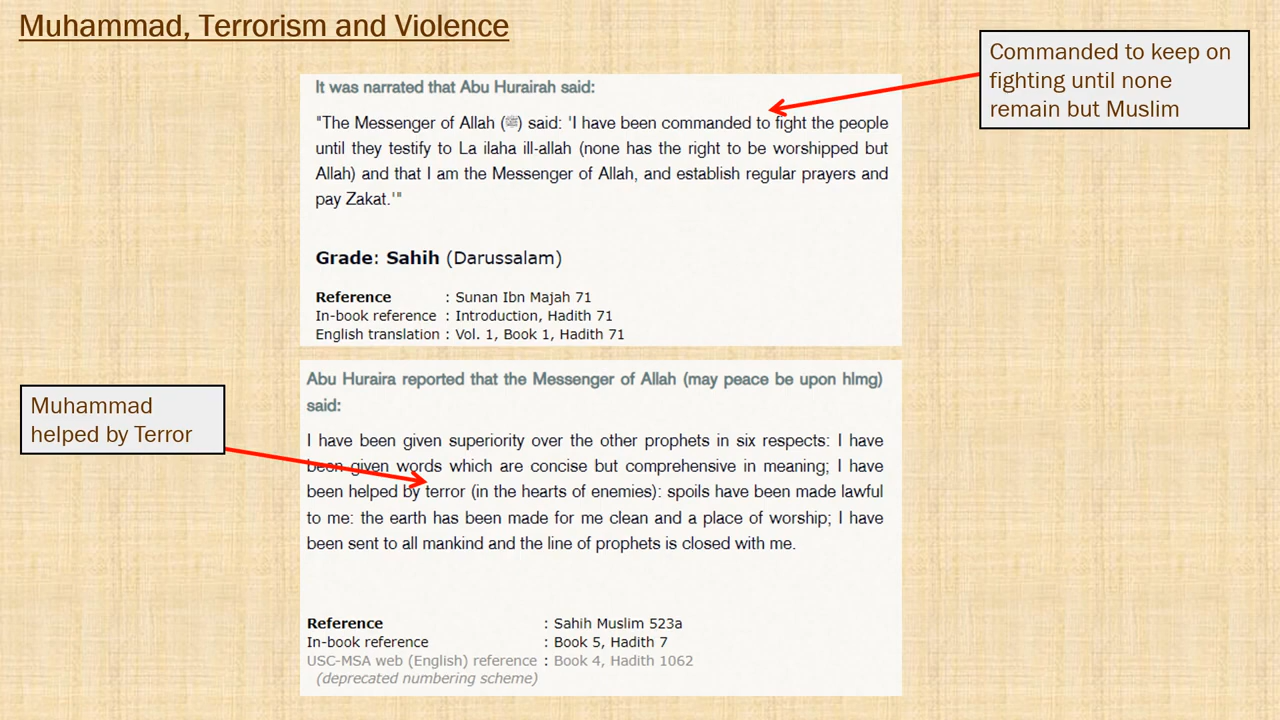 Muhammad, Terrorism and Violence
Commanded to keep on
fighting until none
remain but Muslim
It was narrated that Abu Hurairah said:
"The Messenger of Allah (ﷺ) said: 'I have been commanded to fight the people
until they testify to La ilaha ill-allah (none has the right to be worshipped but
Allah) and that I am the Messenger of Allah, and establish regular prayers and
pay Zakat.'"
Grade: Sahih (Darussalam)
Reference : Sunan Ibn Majah 71
In-book reference : Introduction, Hadith 71
English translation : Vol. 1, Book 1, Hadith 71
Muhammad
helped by Terror
Abu Huraira reported that the Messenger of Allah (may peace be upon hlmg)
said:
I have been given superiority over the other prophets in six respects: I have
been given words which are concise but comprehensive in meaning; I have
been helped by terror (in the hearts of enemies): spoils have been made lawful
to me: the earth has been made for me clean and a place of worship; I have
been sent to all mankind and the line of prophets is closed with me.
Reference : Sahih Muslim 523a
In-book reference : Book 5, Hadith 7
USC-MSA web (English) reference : Book 4, Hadith 1062
(deprecated numbering scheme)